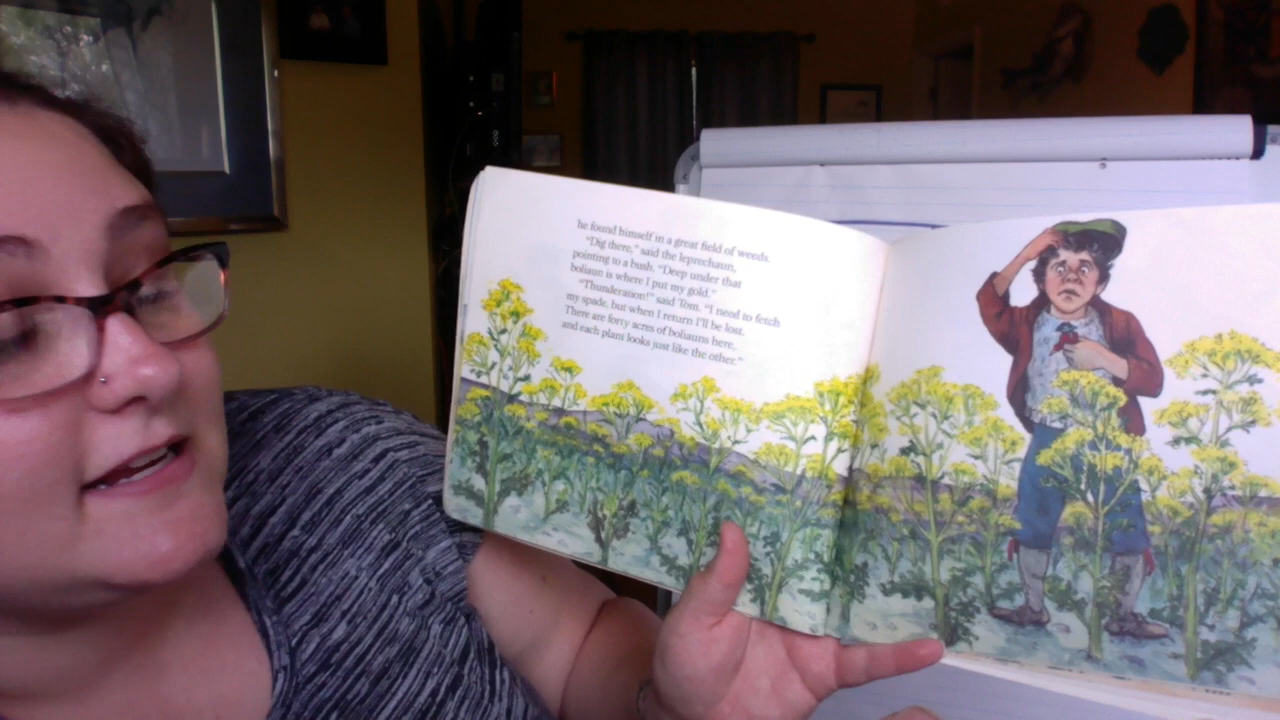 he found himself in a great field of weeds.
"Dig there," said the leprechaun,
pointing to a bush. "Deep under that
boliaun is where I put my gold."
"Thunderation!" said Tom. "I need to fetch
my spade, but when I return I'll be lost.
There are forty acres of boliauns here,
and each plant looks just like the other."